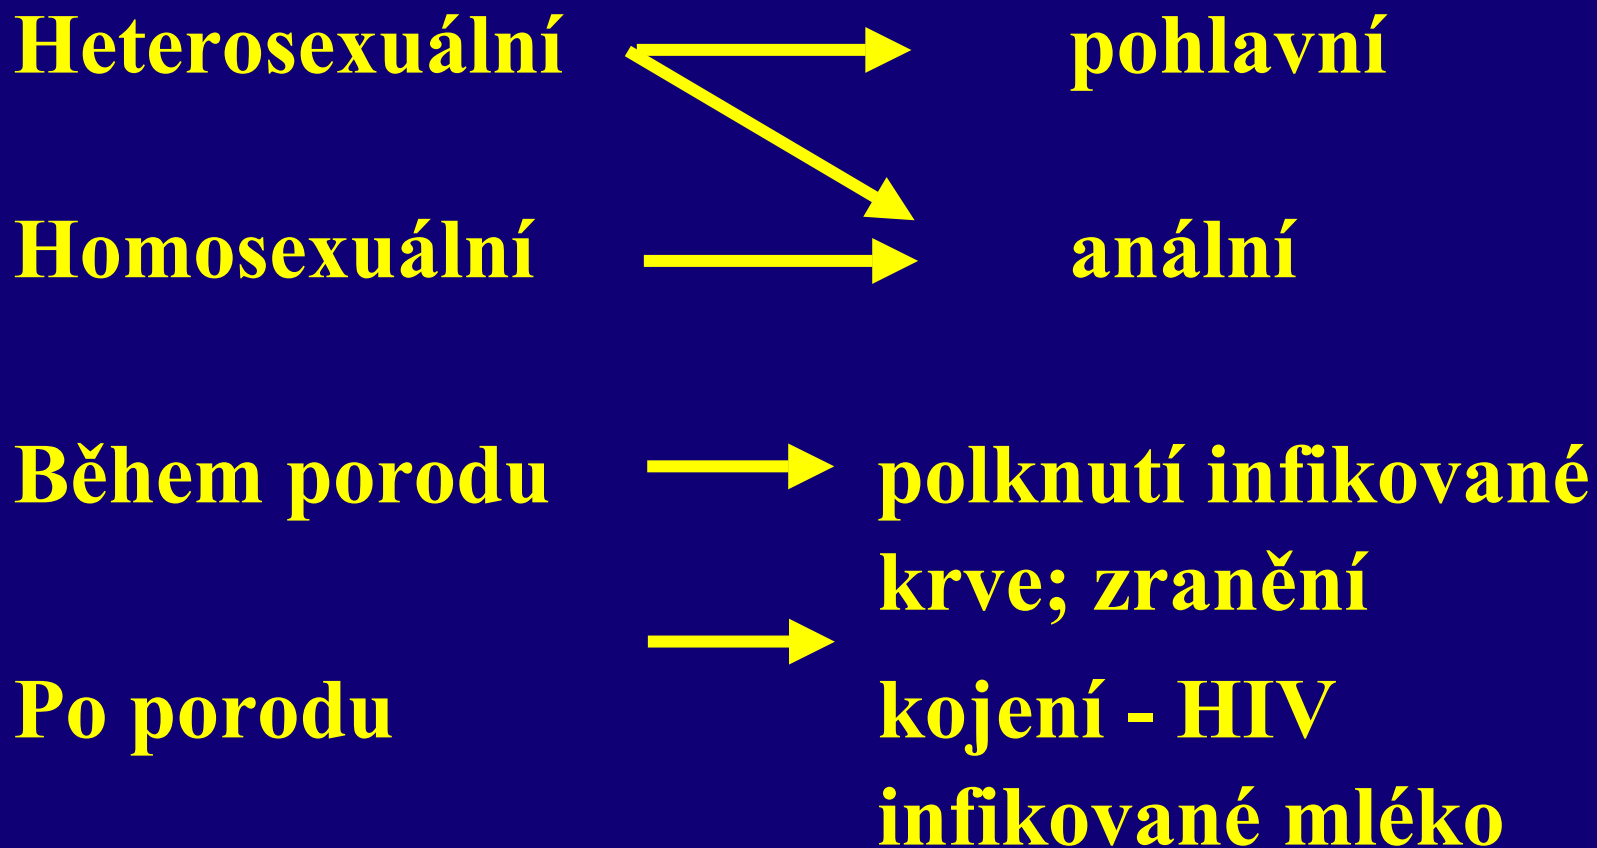 Heterosexuální pohlavní
Homosexuální anální
Během porodu polknutí infikované
krve; zranění
Po porodu kojení - HIV
infikované mléko